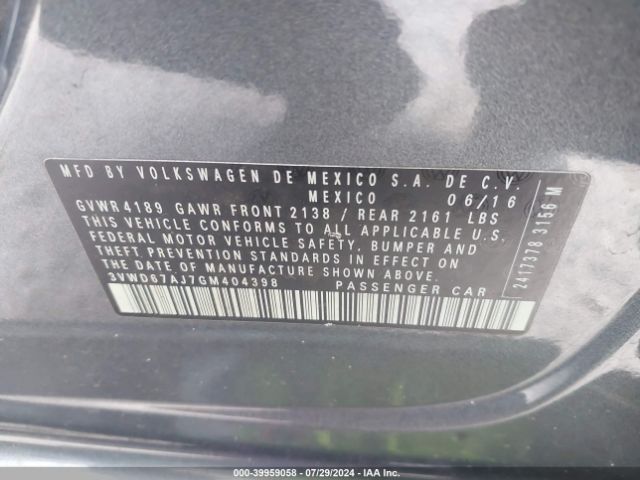 MFD BY VOLKSWAGEN DE MEXICO S.A. DE C.V.
MEXICO 06/16
GVWR 4189 GAWR FRONT 2138 / REAR 2161 LBS
THIS VEHICLE CONFORMS TO ALL APPLICABLE U.S.
FEDERAL MOTOR VEHICLE SAFETY, BUMPER AND
THEFT PREVENTION STANDARDS IN EFFECT ON
THE DATE OF MANUFACTURE SHOWN ABOVE.
3VWD67AJ7GM404398 PASSENGER CAR
2417378 3156 M
000-39959058 - 07/29/2024 - IAA Inc.